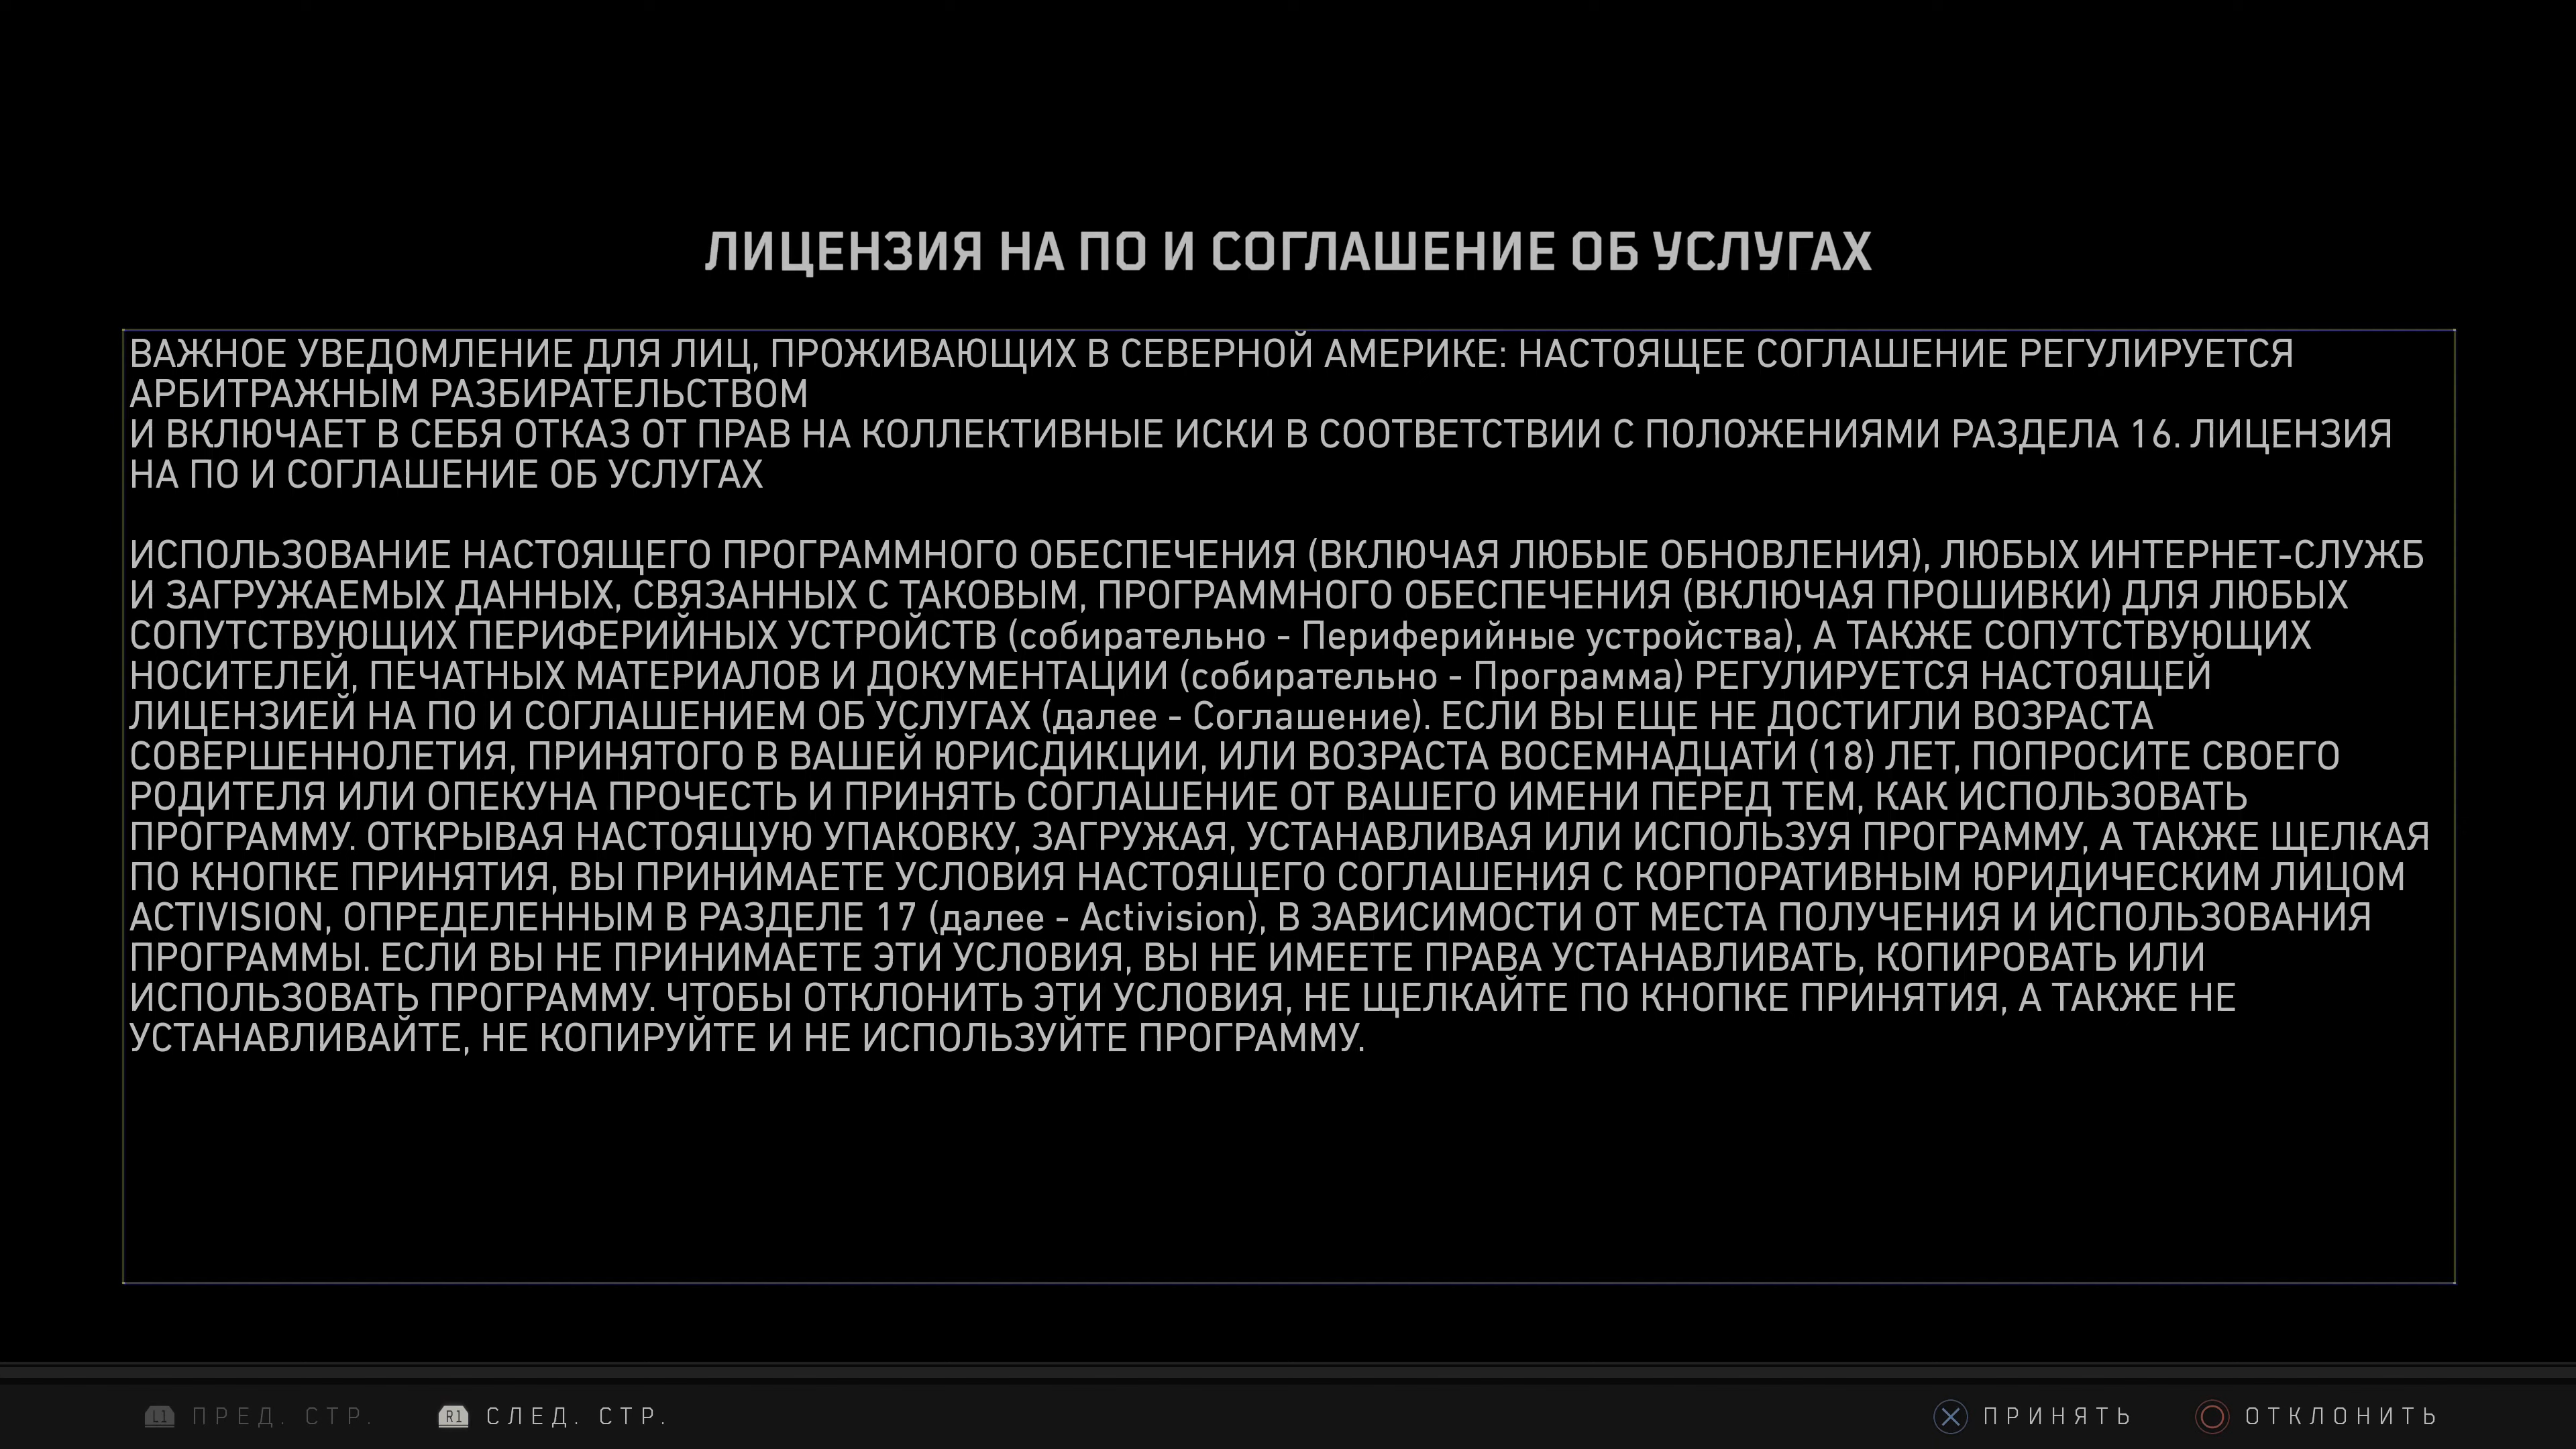 ЛИЦЕНЗИЯ НА ПО И СОГЛАШЕНИЕ ОБ УСЛУГАХ
ВАЖНОЕ УВЕДОМЛЕНИЕ ДЛЯ ЛИЦ, ПРОЖИВАЮЩИХ В СЕВЕРНОЙ АМЕРИКЕ: НАСТОЯЩЕЕ СОГЛАШЕНИЕ РЕГУЛИРУЕТСЯ
АРБИТРАЖНЫМ РАЗБИРАТЕЛЬСТВОМ
И ВКЛЮЧАЕТ В СЕБЯ ОТКАЗ ОТ ПРАВ НА КОЛЛЕКТИВНЫЕ ИСКИ В СООТВЕТСТВИИ С ПОЛОЖЕНИЯМИ РАЗДЕЛА 16. ЛИЦЕНЗИЯ
НА ПО И СОГЛАШЕНИЕ ОБ УСЛУГАХ
ИСПОЛЬЗОВАНИЕ НАСТОЯЩЕГО ПРОГРАММНОГО ОБЕСПЕЧЕНИЯ (ВКЛЮЧАЯ ЛЮБЫЕ ОБНОВЛЕНИЯ), ЛЮБЫХ ИНТЕРНЕТ-СЛУЖБ
И ЗАГРУЖАЕМЫХ ДАННЫХ, СВЯЗАННЫХ С ТАКОВЫМ, ПРОГРАММНОГО ОБЕСПЕЧЕНИЯ (ВКЛЮЧАЯ ПРОШИВКИ) ДЛЯ ЛЮБЫХ
СОПУТСТВУЮЩИХ ПЕРИФЕРИЙНЫХ УСТРОЙСТВ (собирательно - Периферийные устройства), А ТАКЖЕ СОПУТСТВУЮЩИХ
НОСИТЕЛЕЙ, ПЕЧАТНЫХ МАТЕРИАЛОВ И ДОКУМЕНТАЦИИ (собирательно - Программа) РЕГУЛИРУЕТСЯ НАСТОЯЩЕЙ
ЛИЦЕНЗИЕЙ НА ПО И СОГЛАШЕНИЕМ ОБ УСЛУГАХ (далее - Соглашение). ЕСЛИ ВЫ ЕЩЕ НЕ ДОСТИГЛИ ВОЗРАСТА
СОВЕРШЕННОЛЕТИЯ, ПРИНЯТОГО В ВАШЕЙ ЮРИСДИКЦИИ, ИЛИ ВОЗРАСТА ВОСЕМНАДЦАТИ (18) ЛЕТ, ПОПРОСИТЕ СВОЕГО
РОДИТЕЛЯ ИЛИ ОПЕКУНА ПРОЧЕСТЬ И ПРИНЯТЬ СОГЛАШЕНИЕ ОТ ВАШЕГО ИМЕНИ ПЕРЕД ТЕМ, КАК ИСПОЛЬЗОВАТЬ
ПРОГРАММУ. ОТКРЫВАЯ НАСТОЯЩУЮ УПАКОВКУ, ЗАГРУЖАЯ, УСТАНАВЛИВАЯ ИЛИ ИСПОЛЬЗУЯ ПРОГРАММУ, А ТАКЖЕ ЩЕЛКАЯ
ПО КНОПКЕ ПРИНЯТИЯ, ВЫ ПРИНИМАЕТЕ УСЛОВИЯ НАСТОЯЩЕГО СОГЛАШЕНИЯ С КОРПОРАТИВНЫМ ЮРИДИЧЕСКИМ ЛИЦОМ
ACTIVISION, ОПРЕДЕЛЕННЫМ В РАЗДЕЛЕ 17 (далее - Activision), В ЗАВИСИМОСТИ ОТ МЕСТА ПОЛУЧЕНИЯ И ИСПОЛЬЗОВАНИЯ
ПРОГРАММЫ. ЕСЛИ ВЫ НЕ ПРИНИМАЕТЕ ЭТИ УСЛОВИЯ, ВЫ НЕ ИМЕЕТЕ ПРАВА УСТАНАВЛИВАТЬ, КОПИРОВАТЬ ИЛИ
ИСПОЛЬЗОВАТЬ ПРОГРАММУ. ЧТОБЫ ОТКЛОНИТЬ ЭТИ УСЛОВИЯ, НЕ ЩЕЛКАЙТЕ ПО КНОПКЕ ПРИНЯТИЯ, А ТАКЖЕ НЕ
УСТАНАВЛИВАЙТЕ, НЕ КОПИРУЙТЕ И НЕ ИСПОЛЬЗУЙТЕ ПРОГРАММУ.
L1 ПРЕД. СТР. R1 СЛЕД. СТР. ПРИНЯТЬ ОТКЛОНИТЬ